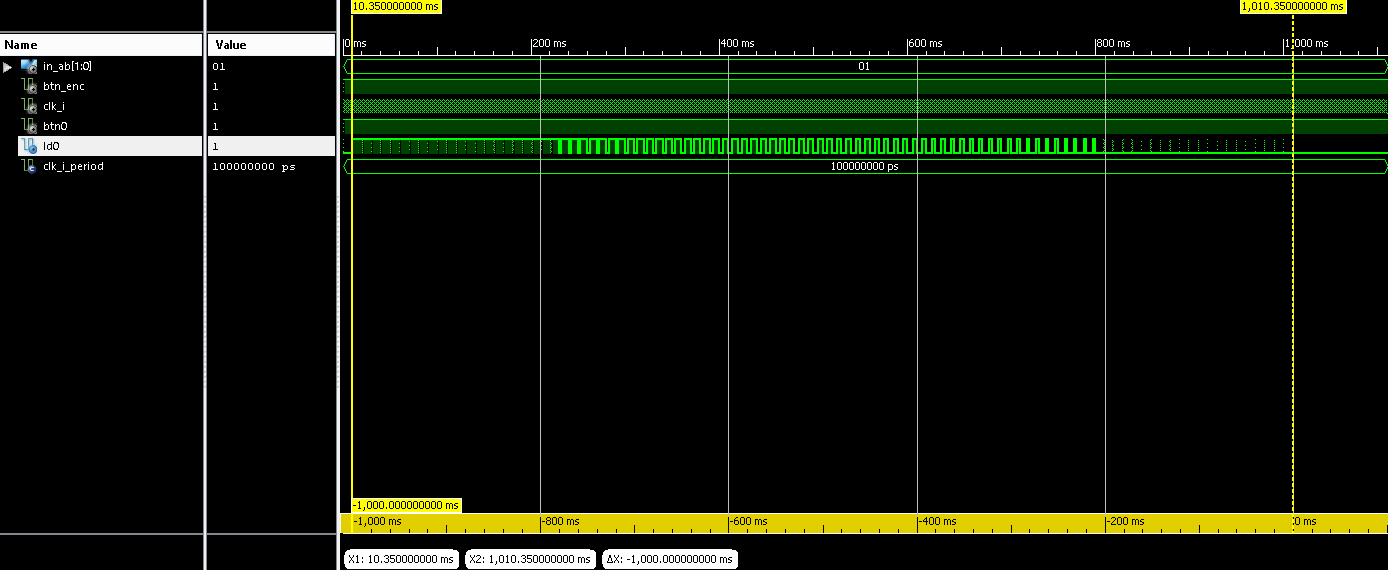 10.350000000 ms 1,010.350000000 ms
Name Value 0 ms 200 ms 400 ms 600 ms 800 ms 1,000 ms
in_ab[1:0] 01 01
btn_enc 1
clk_i 1
btn0 1
ld0 1
clk_i_period 100000000 ps 100000000 ps
-1,000.000000000 ms
-1,000 ms -800 ms -600 ms -400 ms -200 ms 0 ms
X1: 10.350000000 ms X2: 1,010.350000000 ms ΔX: -1,000.000000000 ms